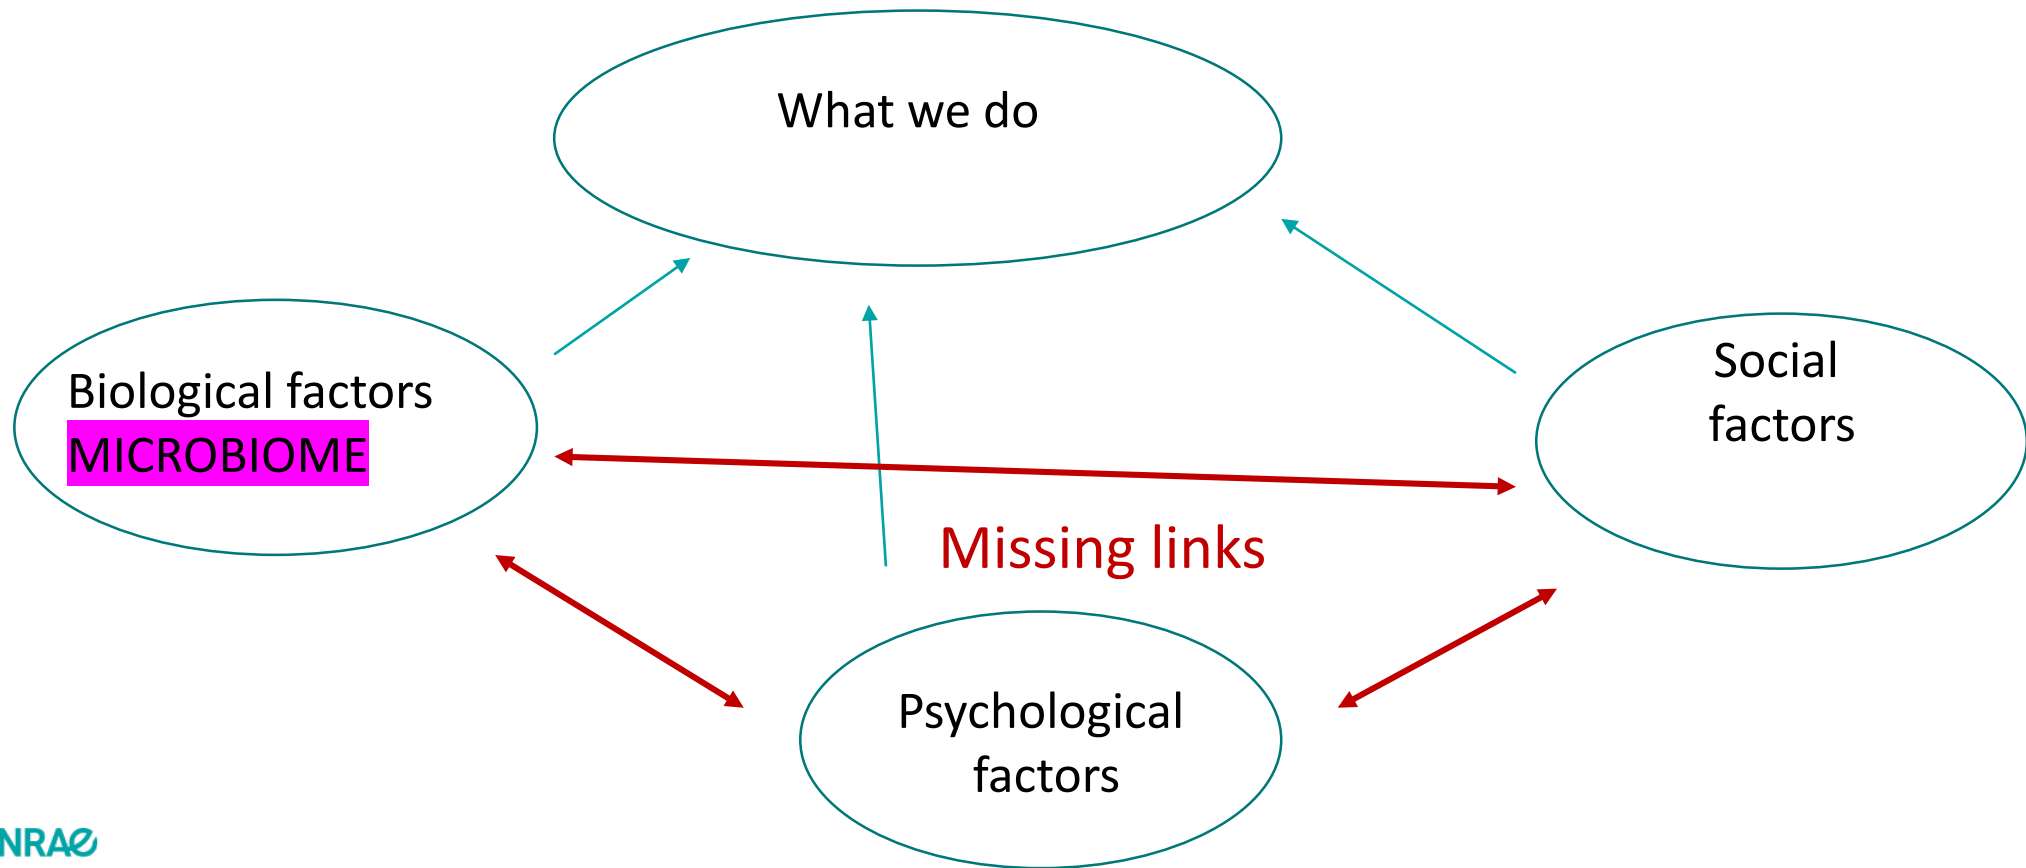 What we do
Biological factors
MICROBIOME
Social
factors
Missing links
Psychological
factors
NRAE